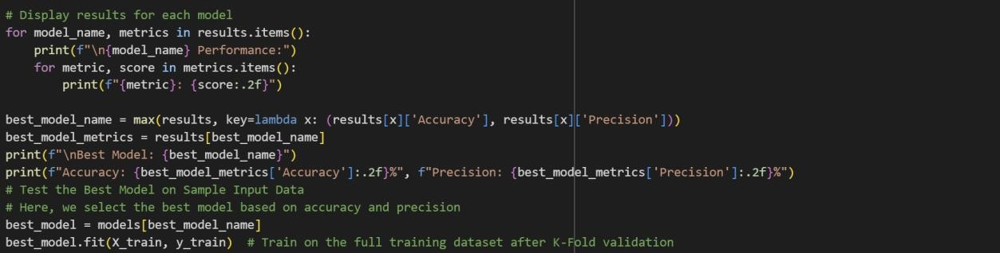 # Display results for each model
for model_name, metrics in results.items():
    print(f"\n{model_name} Performance:")
    for metric, score in metrics.items():
        print(f"{metric}: {score:.2f}")

best_model_name = max(results, key=lambda x: (results[x]['Accuracy'], results[x]['Precision']))
best_model_metrics = results[best_model_name]
print(f"\nBest Model: {best_model_name}")
print(f"Accuracy: {best_model_metrics['Accuracy']:.2f}%", f"Precision: {best_model_metrics['Precision']:.2f}%")
# Test the Best Model on Sample Input Data
# Here, we select the best model based on accuracy and precision
best_model = models[best_model_name]
best_model.fit(X_train, y_train)  # Train on the full training dataset after K-Fold validation